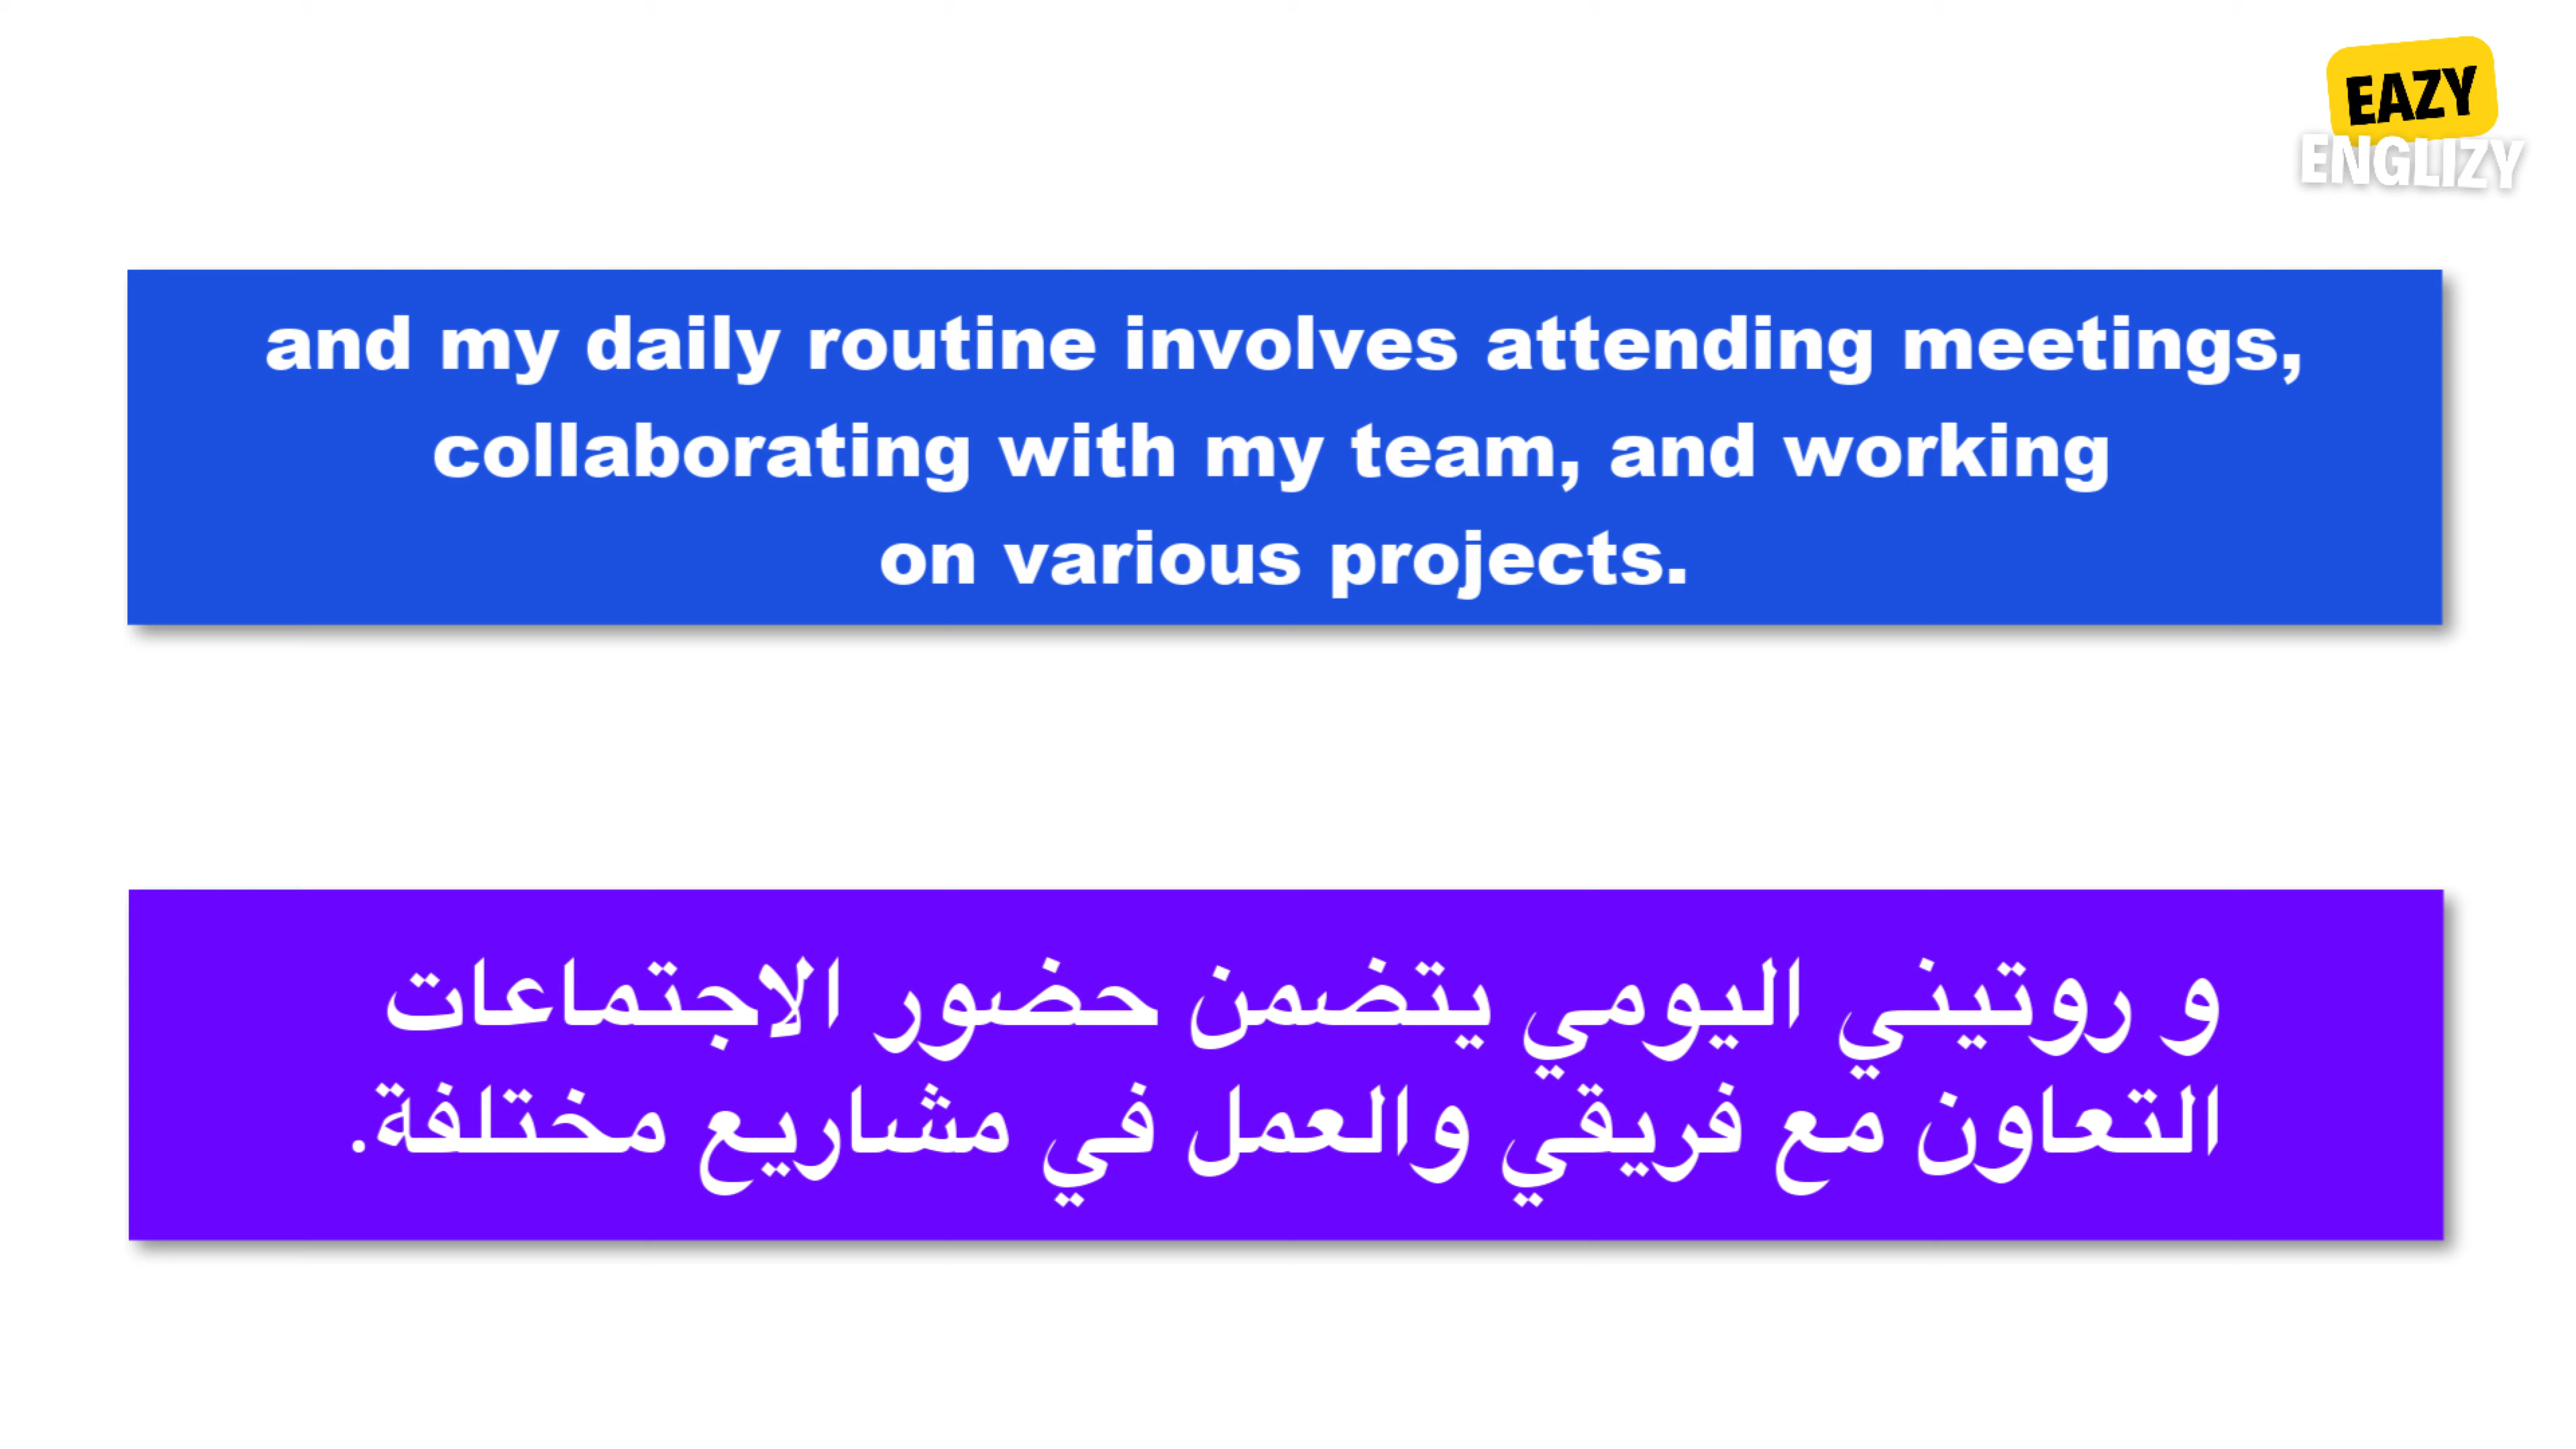 EAZY
ENGLIZY
and my daily routine involves attending meetings,
collaborating with my team, and working
on various projects.
و روتيني اليومي يتضمن حضور الاجتماعات
التعاون مع فريقي والعمل في مشاريع مختلفة.